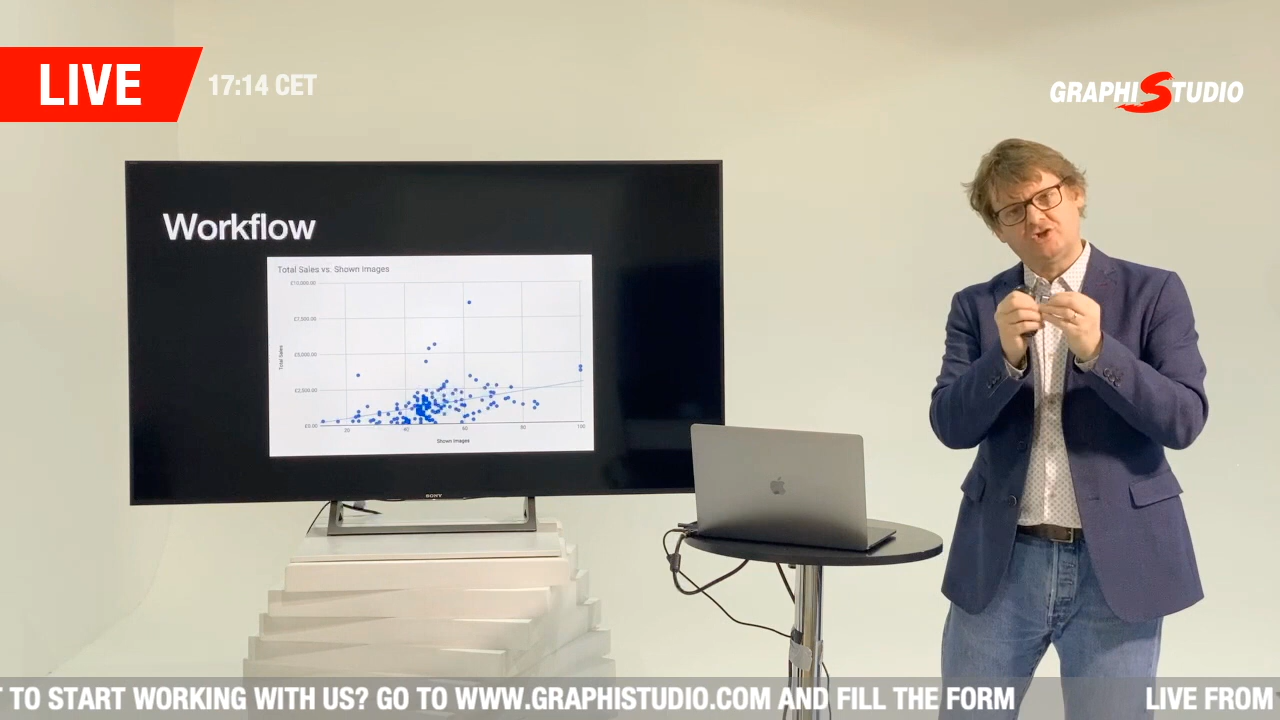 LIVE
17:14 CET
GRAPHISTUDIO
Workflow
Total Sales vs. Shown Images
£10,000.00
£7,500.00
£5,000.00
£2,500.00
£0.00
Total Sales
20 40 60 80 100
Shown Images
SONY
TO START WORKING WITH US? GO TO WWW.GRAPHISTUDIO.COM AND FILL THE FORM
LIVE FROM